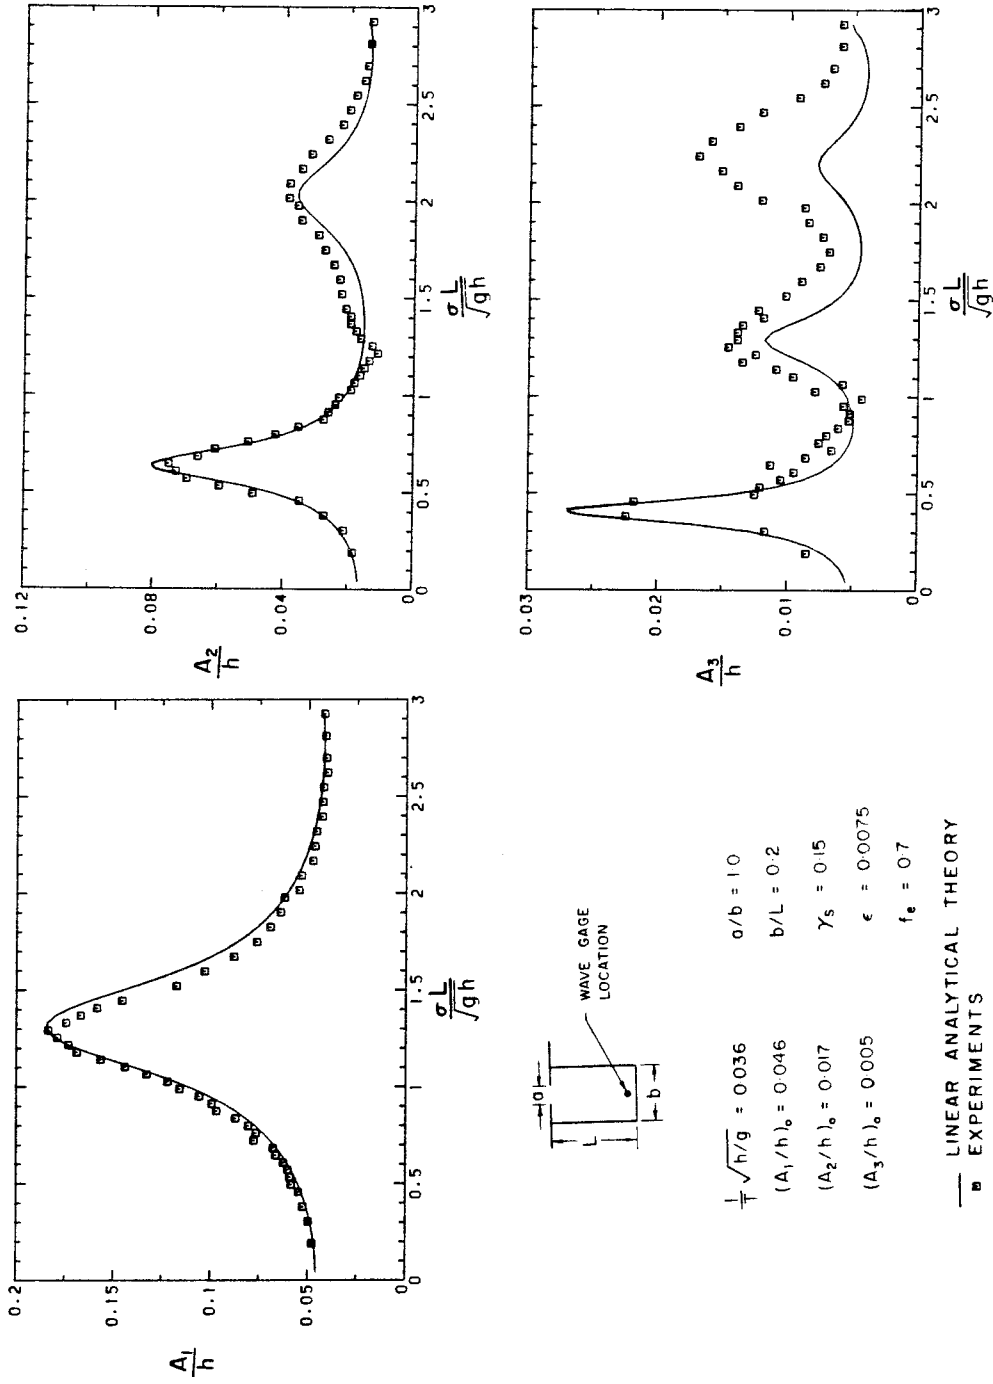 0.2
0.15
0.1
0.05
0
A₁/h
0
0.5
1
1.5
2
2.5
3
σL/√gh
0.12
0.08
0.04
0
A₂/h
0
0.5
1
1.5
2
2.5
3
σL/√gh
0.03
0.02
0.01
0
A₃/h
0
0.5
1
1.5
2
2.5
3
σL/√gh
a
L
b
WAVE GAGE
LOCATION
1/T √h/g = 0.036
a/b = 1.0
(A₁/h)ₒ = 0.046
b/L = 0.2
(A₂/h)ₒ = 0.017
γₛ = 0.15
(A₃/h)ₒ = 0.005
ϵ = 0.0075
fₑ = 0.7
LINEAR ANALYTICAL THEORY
EXPERIMENTS